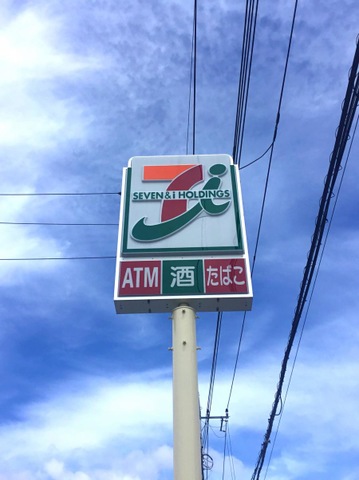 SEVEN & i HOLDINGS
ATM 酒 たばこ